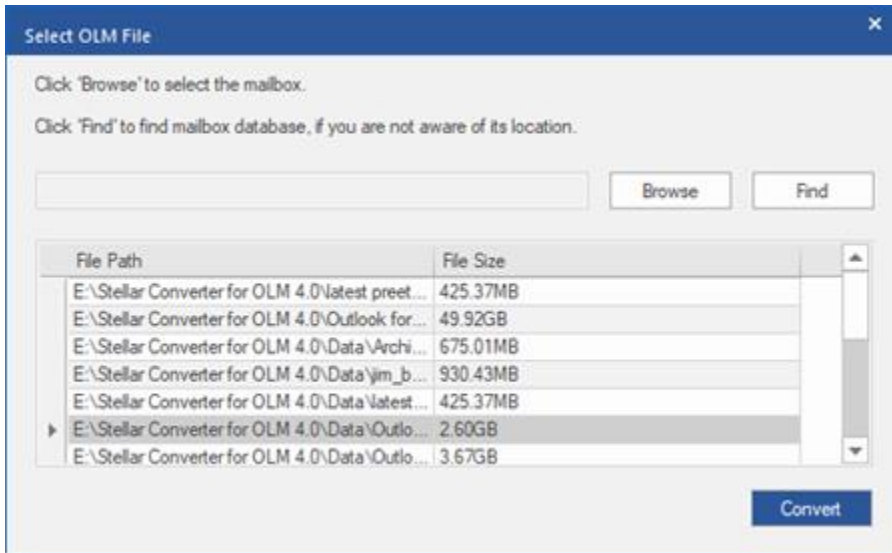 Select OLM File
Click 'Browse' to select the mailbox.
Click 'Find' to find mailbox database, if you are not aware of its location.
Browse Find
File Path File Size
E:\Stellar Converter for OLM 4.0\latest preet... 425.37MB
E:\Stellar Converter for OLM 4.0\Outlook for... 49.92GB
E:\Stellar Converter for OLM 4.0\Data\Archi... 675.01MB
E:\Stellar Converter for OLM 4.0\Data\jim_b... 930.43MB
E:\Stellar Converter for OLM 4.0\Data\latest... 425.37MB
E:\Stellar Converter for OLM 4.0\Data\Outlo... 2.60GB
E:\Stellar Converter for OLM 4.0\Data\Outlo... 3.67GB
Convert